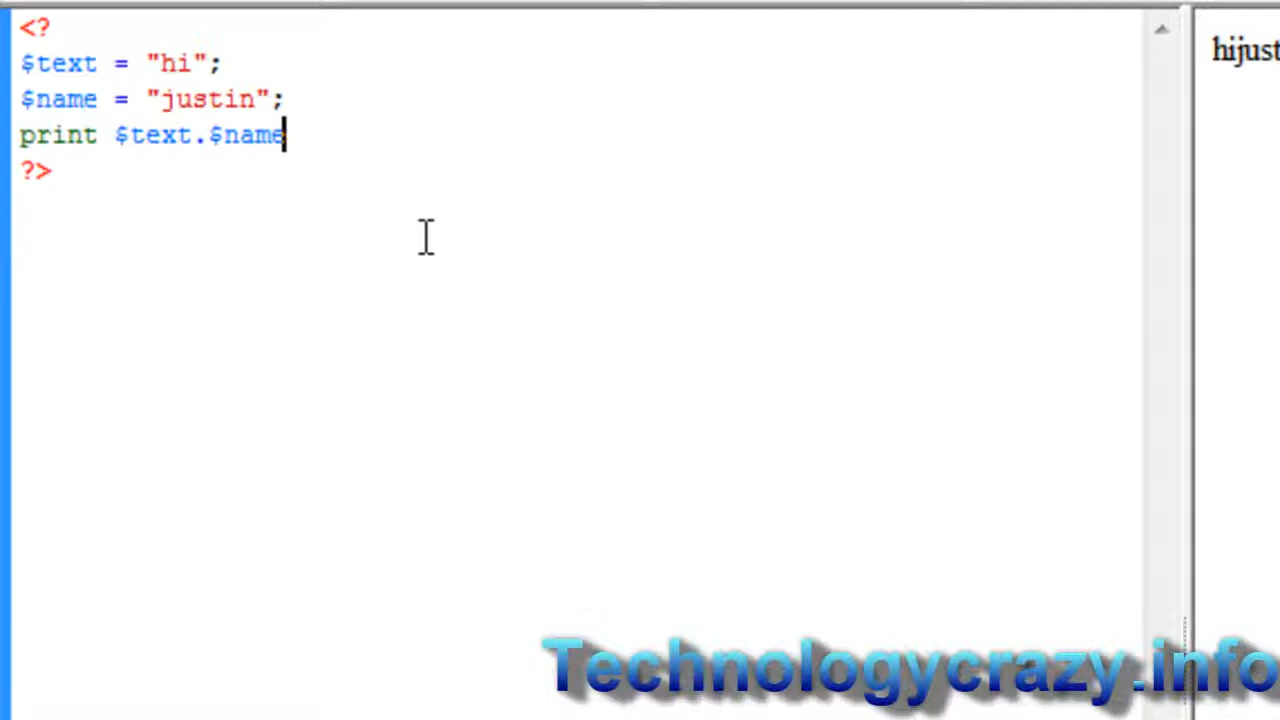 <?
$text = "hi";
$name = "justin";
print $text.$name
?>
hijust
Technologycrazy.info